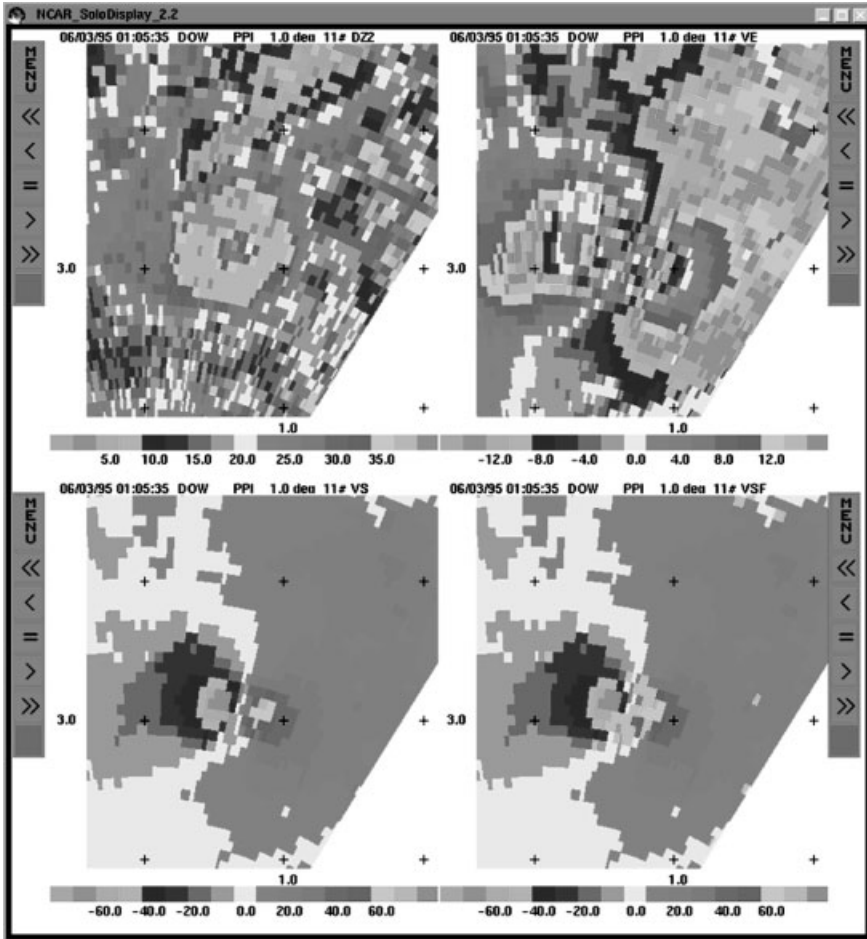 NCAR_SoloDisplay_2.2
06/03/95 01:05:35 DOW PPI 1.0 deg 11# DZ2
06/03/95 01:05:35 DOW PPI 1.0 deg 11# VE
MENU
<<
<
=
>
>>
3.0
3.0
MENU
<<
<
=
>
>>
1.0
1.0
5.0 10.0 15.0 20.0 25.0 30.0 35.0
-12.0 -8.0 -4.0 0.0 4.0 8.0 12.0
06/03/95 01:05:35 DOW PPI 1.0 deg 11# VS
06/03/95 01:05:35 DOW PPI 1.0 deg 11# VSF
MENU
<<
<
=
>
>>
3.0
3.0
MENU
<<
<
=
>
>>
1.0
1.0
-60.0 -40.0 -20.0 0.0 20.0 40.0 60.0
-60.0 -40.0 -20.0 0.0 20.0 40.0 60.0